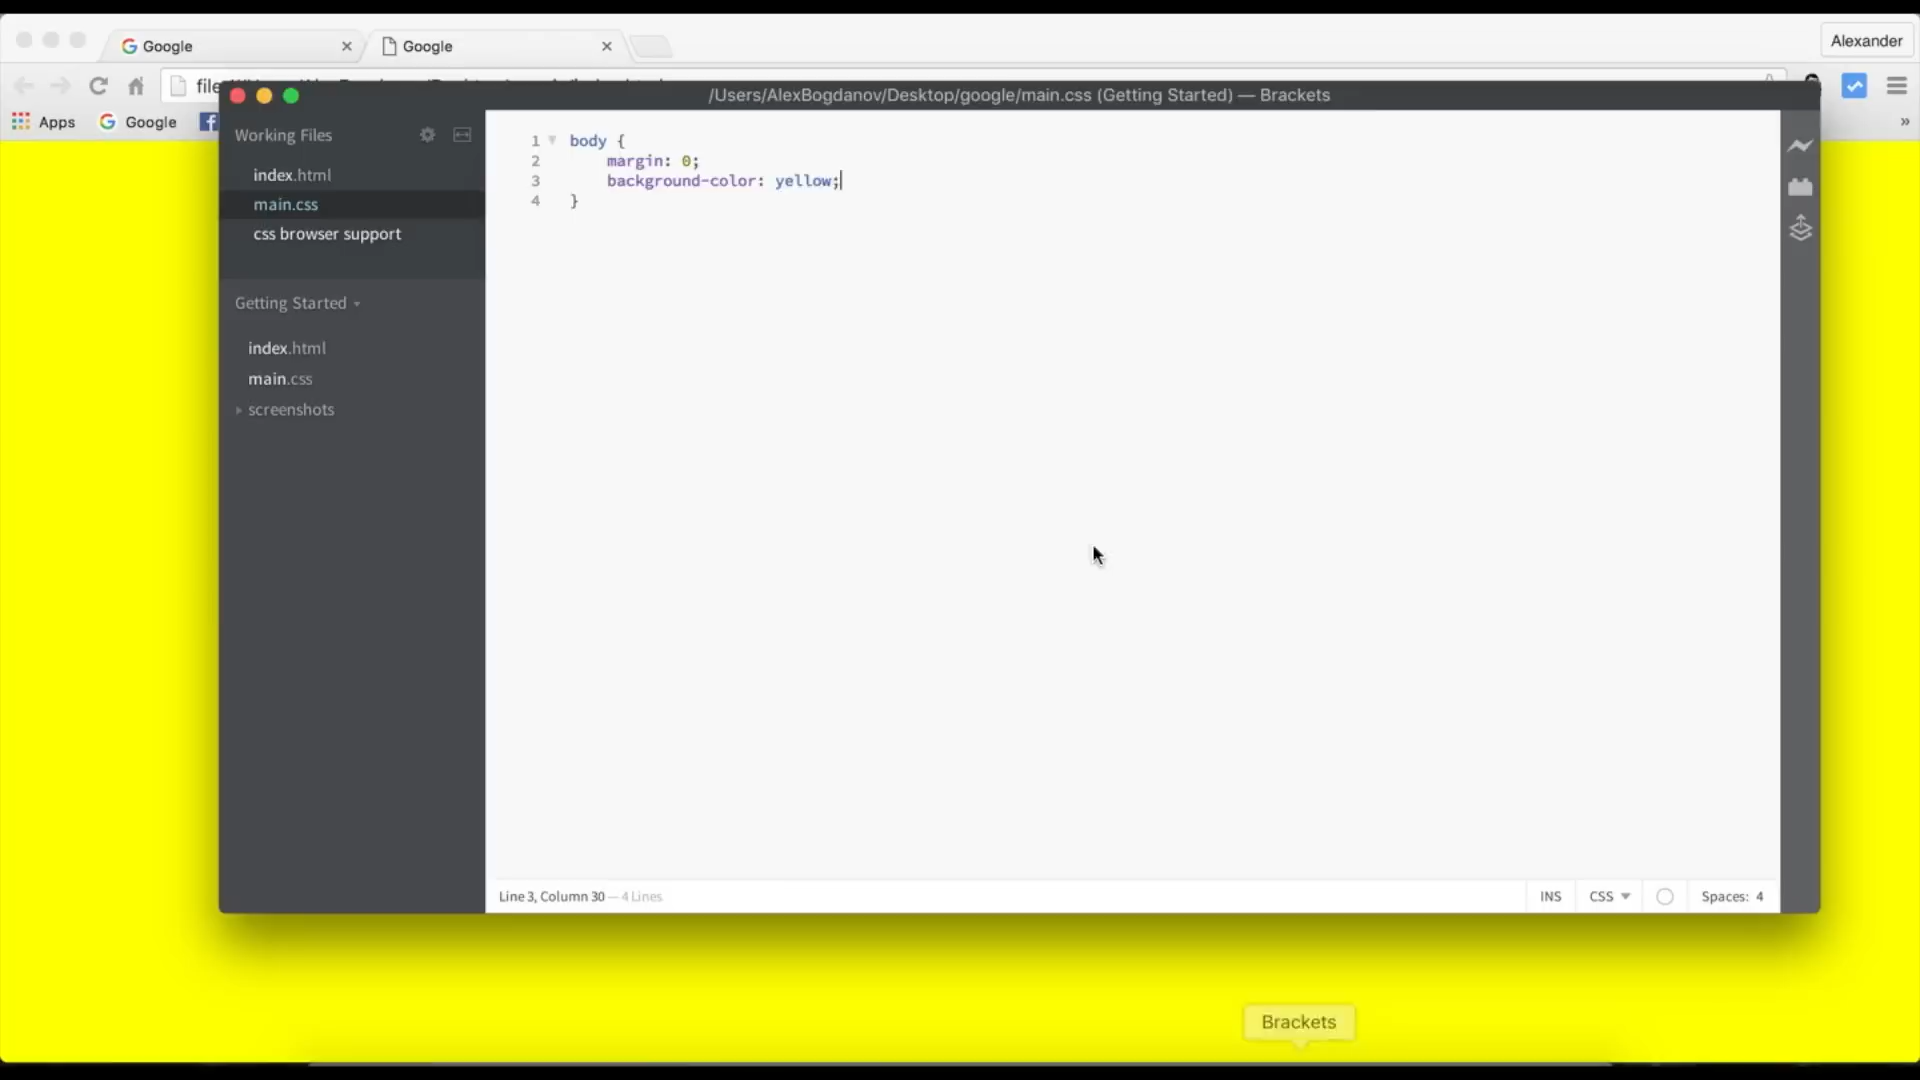 Google
Google
Alexander
file
Apps
Google
/Users/AlexBogdanov/Desktop/google/main.css (Getting Started) — Brackets
Working Files
index.html
main.css
css browser support
Getting Started
index.html
main.css
screenshots
1 body {
2 margin: 0;
3 background-color: yellow;
4 }
Line 3, Column 30 — 4 Lines
INS
CSS
Spaces: 4
Brackets